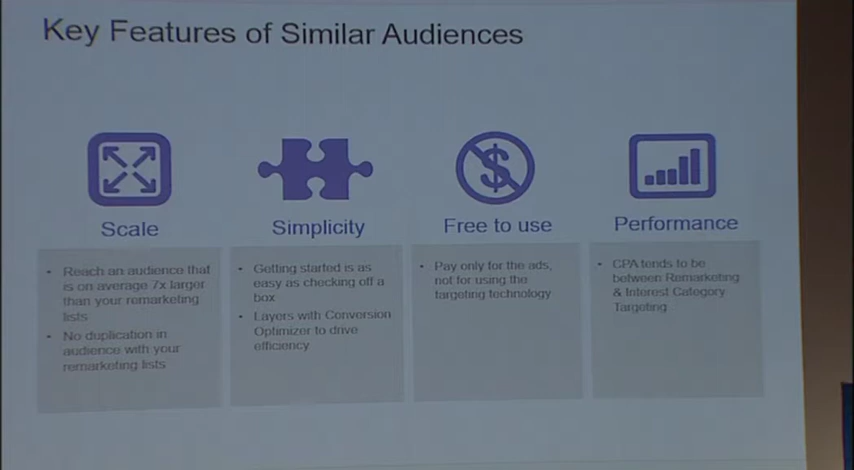 Key Features of Similar Audiences
Scale
Reach an audience that
is on average 7x larger
than your remarketing
lists
No duplication in
audience with your
remarketing lists
Simplicity
Getting started is as
easy as checking off a
box
Layers with Conversion
Optimizer to drive
efficiency
Free to use
Pay only for the ads,
not for using the
targeting technology
Performance
CPA tends to be
between Remarketing
& Interest Category
Targeting